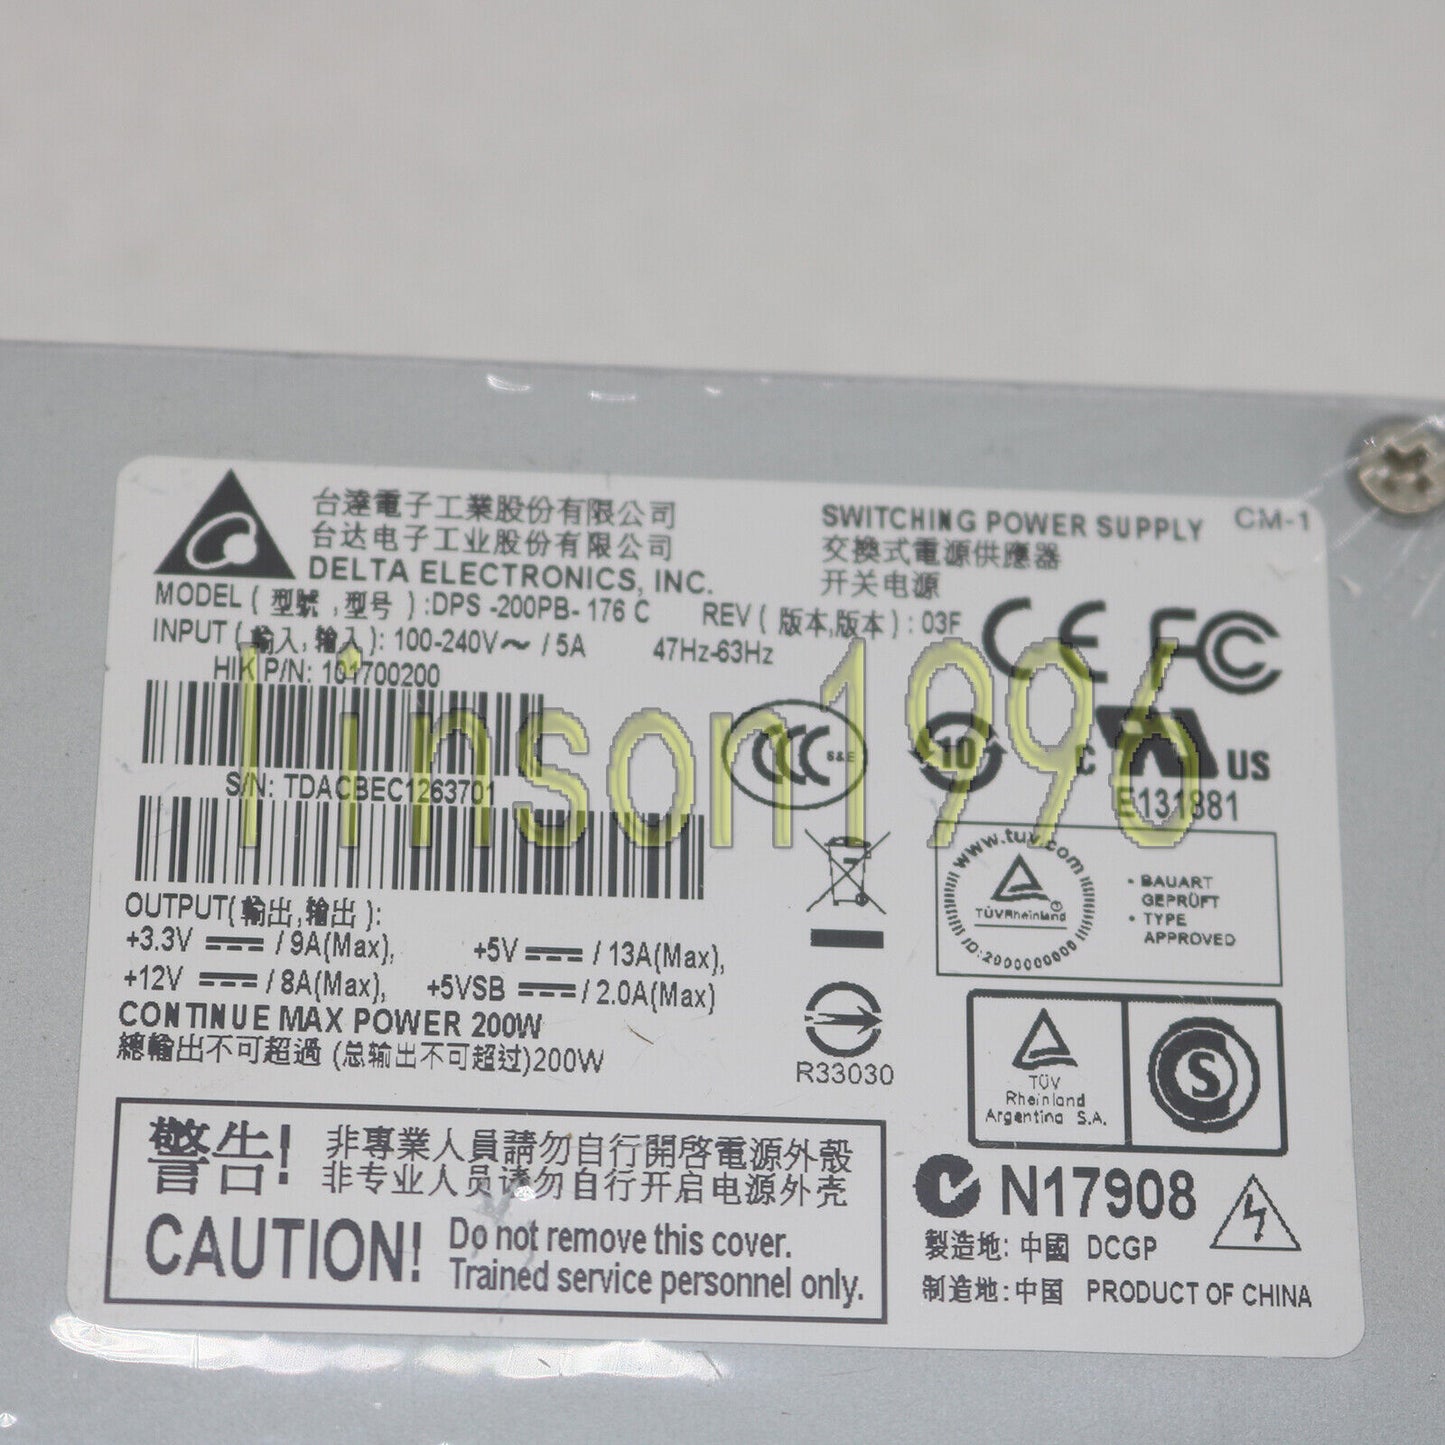 台達電子工業股份有限公司
台达电子工业股份有限公司
DELTA ELECTRONICS, INC.
SWITCHING POWER SUPPLY CM-1
交換式電源供應器
开关电源
MODEL ( 型號 , 型号 ) :DPS -200PB- 176 C REV ( 版本,版本 ) : 03F
INPUT ( 輸入, 输入 ): 100-240V～ / 5A 47Hz-63Hz
HIK P/N: 101700200
S/N: TDACBEC1263701
CE FC
CCC S&E
10
c UL US
E131881
www.tuv.com
TÜVRheinland
ID:2000000000
• BAUART
GEPRÜFT
• TYPE
APPROVED
OUTPUT( 輸出, 输出 ):
+3.3V ⎓ / 9A(Max), +5V ⎓ / 13A(Max),
+12V ⎓ / 8A(Max), +5VSB ⎓ / 2.0A(Max)
CONTINUE MAX POWER 200W
總輸出不可超過 (总输出不可超过)200W
R33030
TÜV
Rheinland
Argentina S.A.
S
警告! 非專業人員請勿自行開啓電源外殼
非专业人员请勿自行开启电源外壳
CAUTION! Do not remove this cover.
Trained service personnel only.
N17908
製造地: 中國 DCGP
制造地: 中国 PRODUCT OF CHINA
linson1996